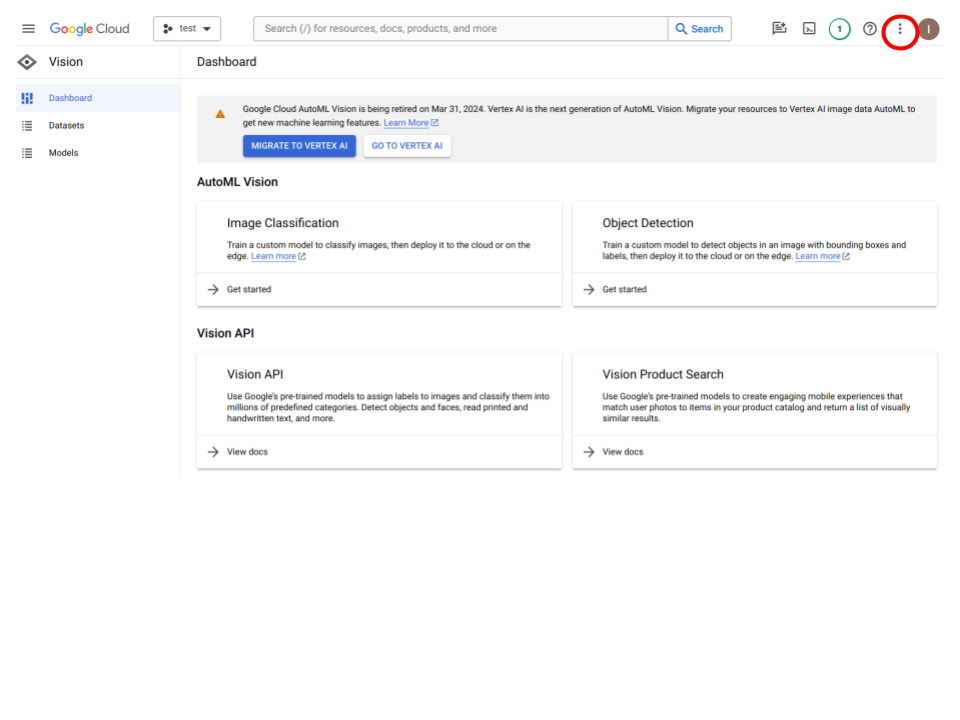 Google Cloud
test
Search (/) for resources, docs, products, and more
Search
1
I
Vision
Dashboard
Dashboard
Datasets
Models
Google Cloud AutoML Vision is being retired on Mar 31, 2024. Vertex AI is the next generation of AutoML Vision. Migrate your resources to Vertex AI image data AutoML to
get new machine learning features. Learn More
MIGRATE TO VERTEX AI
GO TO VERTEX AI
AutoML Vision
Image Classification
Train a custom model to classify images, then deploy it to the cloud or on the
edge. Learn more
Get started
Object Detection
Train a custom model to detect objects in an image with bounding boxes and
labels, then deploy it to the cloud or on the edge. Learn more
Get started
Vision API
Vision API
Use Google's pre-trained models to assign labels to images and classify them into
millions of predefined categories. Detect objects and faces, read printed and
handwritten text, and more.
View docs
Vision Product Search
Use Google's pre-trained models to create engaging mobile experiences that
match user photos to items in your product catalog and return a list of visually
similar results.
View docs